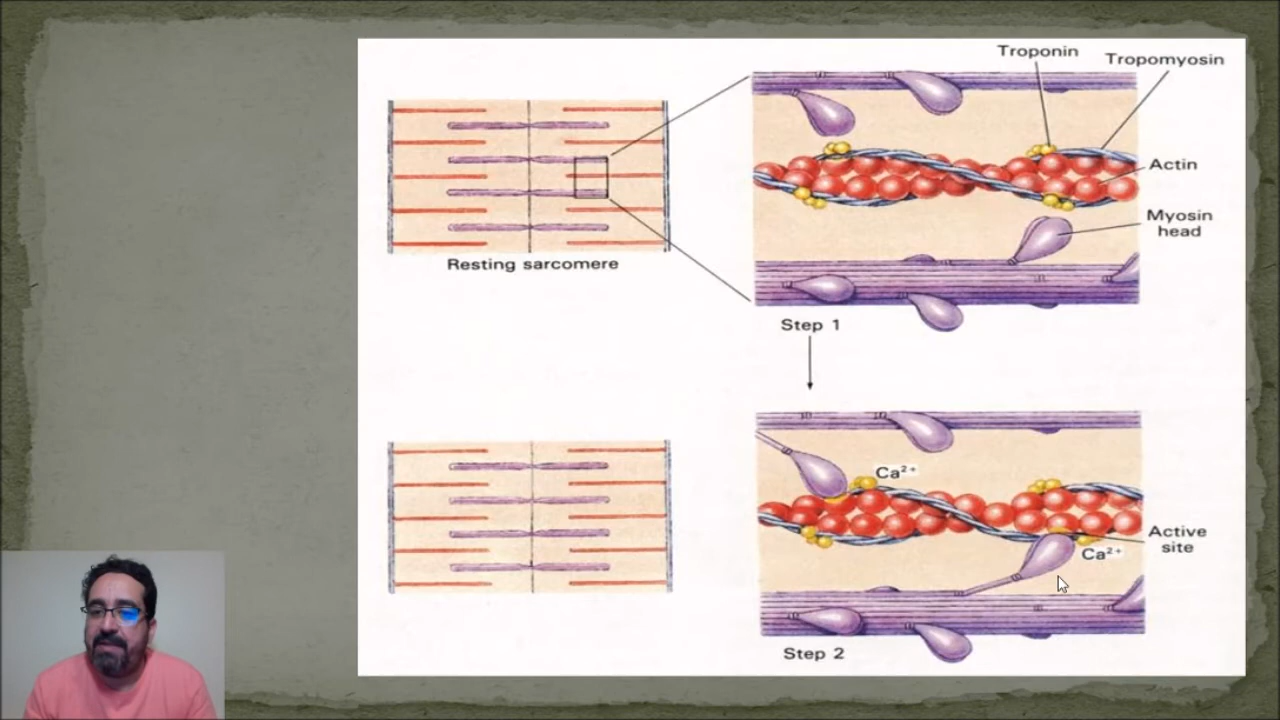 Troponin
Tropomyosin
Actin
Myosin
head
Resting sarcomere
Step 1
Ca²⁺
Active
site
Ca²⁺
Step 2